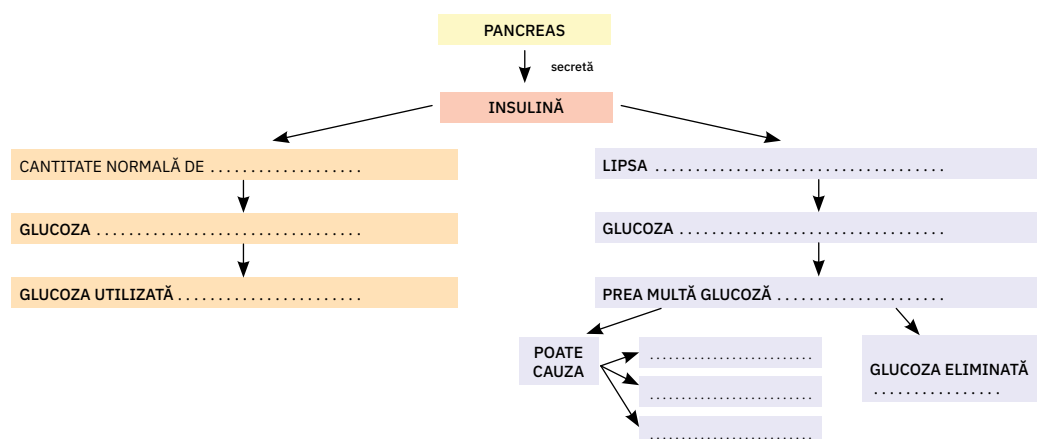 PANCREAS
secretă
INSULINĂ
CANTITATE NORMALĂ DE ...................
GLUCOZA .................................
GLUCOZA UTILIZATĂ .......................
LIPSA ....................................
GLUCOZA .................................
PREA MULTĂ GLUCOZĂ .....................
POATE
CAUZA
..........................
..........................
..........................
GLUCOZA ELIMINATĂ
................